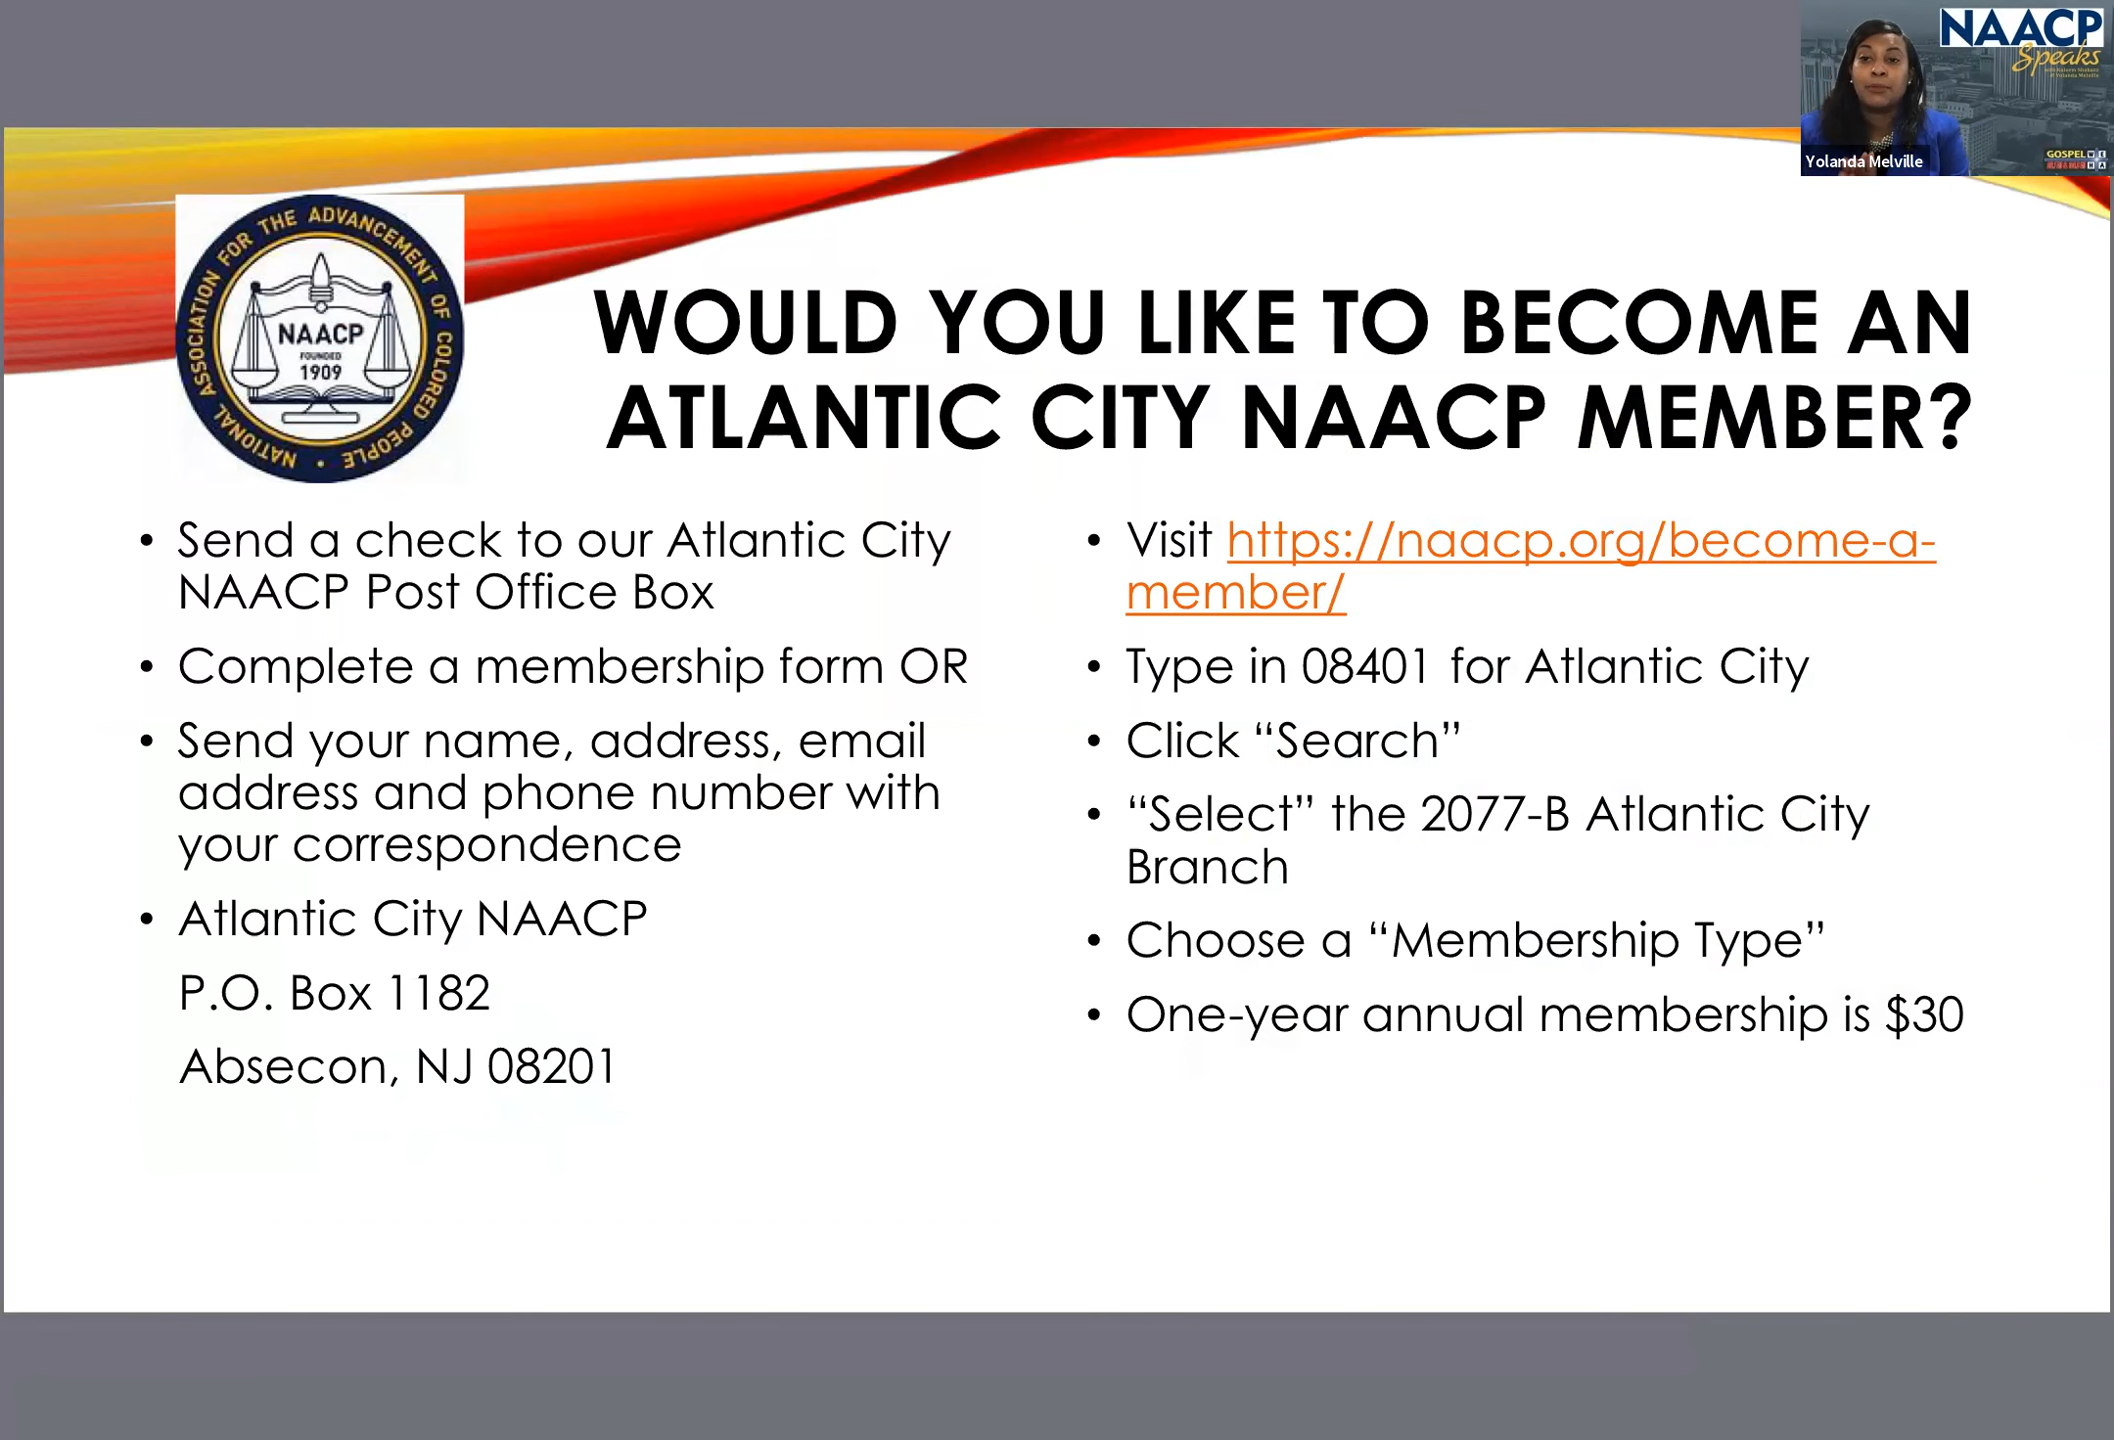 NAACP
Speaks
Yolanda Melville
GOSPEL
NATIONAL ASSOCIATION FOR THE ADVANCEMENT OF COLORED PEOPLE •
NAACP
FOUNDED
1909
WOULD YOU LIKE TO BECOME AN
ATLANTIC CITY NAACP MEMBER?
• Send a check to our Atlantic City
NAACP Post Office Box
• Complete a membership form OR
• Send your name, address, email
address and phone number with
your correspondence
• Atlantic City NAACP
P.O. Box 1182
Absecon, NJ 08201
• Visit https://naacp.org/become-a-
member/
• Type in 08401 for Atlantic City
• Click “Search”
• “Select” the 2077-B Atlantic City
Branch
• Choose a “Membership Type”
• One-year annual membership is $30